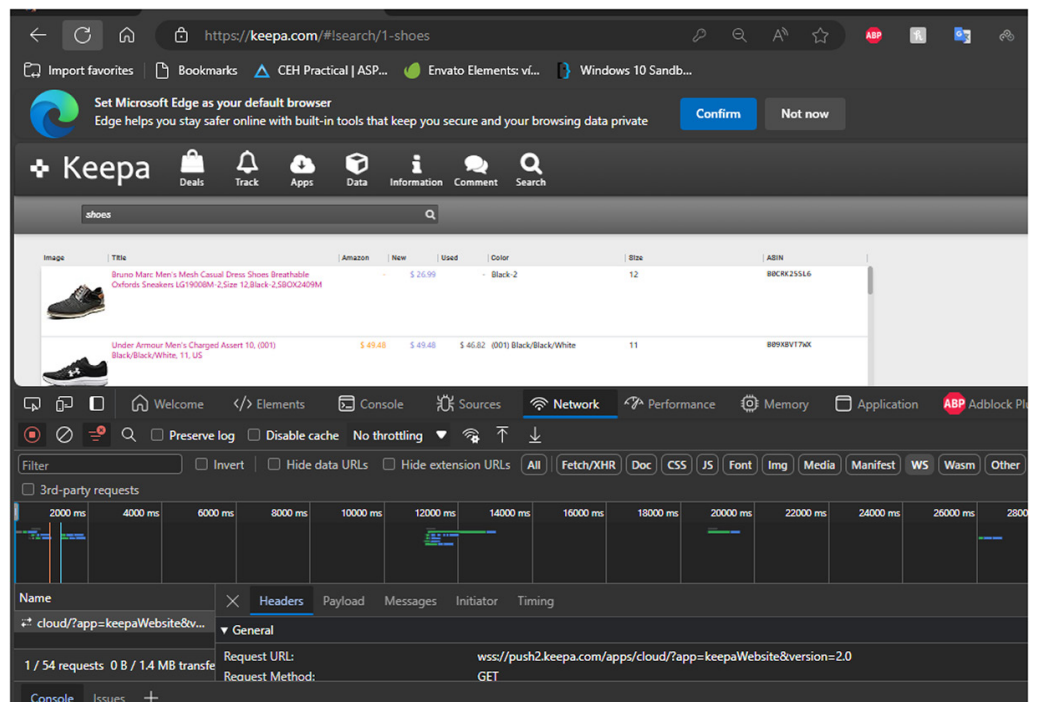 https://keepa.com/#!search/1-shoes
ABP
Import favorites Bookmarks CEH Practical | ASP... Envato Elements: ví... Windows 10 Sandb...
Set Microsoft Edge as your default browser
Edge helps you stay safer online with built-in tools that keep you secure and your browsing data private
Confirm Not now
Keepa
Deals Track Apps Data Information Comment Search
shoes
Image Title Amazon New Used Color Size ASIN
Bruno Marc Men's Mesh Casual Dress Shoes Breathable - $ 26.99 - Black-2 12 B0CRK2SSL6
Oxfords Sneakers LG19008M-2,Size 12,Black-2,SBOX2409M
Under Armour Men's Charged Assert 10, (001) $ 49.48 $ 49.48 $ 46.82 (001) Black/Black/White 11 B09XBV17WX
Black/Black/White, 11, US
Welcome </> Elements Console Sources Network Performance Memory Application ABP Adblock Plu
Preserve log Disable cache No throttling
Filter Invert Hide data URLs Hide extension URLs All Fetch/XHR Doc CSS JS Font Img Media Manifest WS Wasm Other
3rd-party requests
2000 ms 4000 ms 6000 ms 8000 ms 10000 ms 12000 ms 14000 ms 16000 ms 18000 ms 20000 ms 22000 ms 24000 ms 26000 ms 2800
Name Headers Payload Messages Initiator Timing
cloud/?app=keepaWebsite&v...
General
1 / 54 requests 0 B / 1.4 MB transfe
Request URL: wss://push2.keepa.com/apps/cloud/?app=keepaWebsite&version=2.0
Request Method: GET
Console Issues